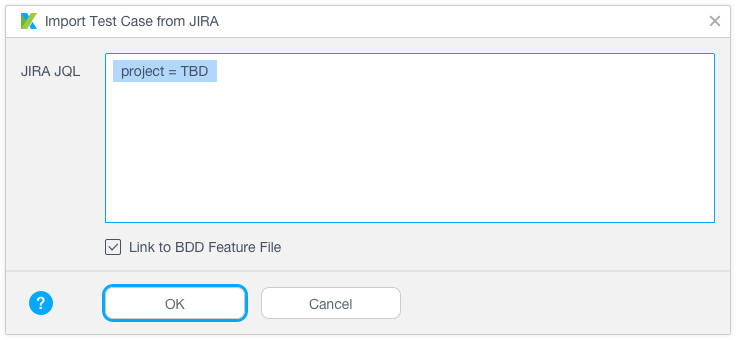 Import Test Case from JIRA
JIRA JQL
project = TBD
Link to BDD Feature File
?
OK
Cancel